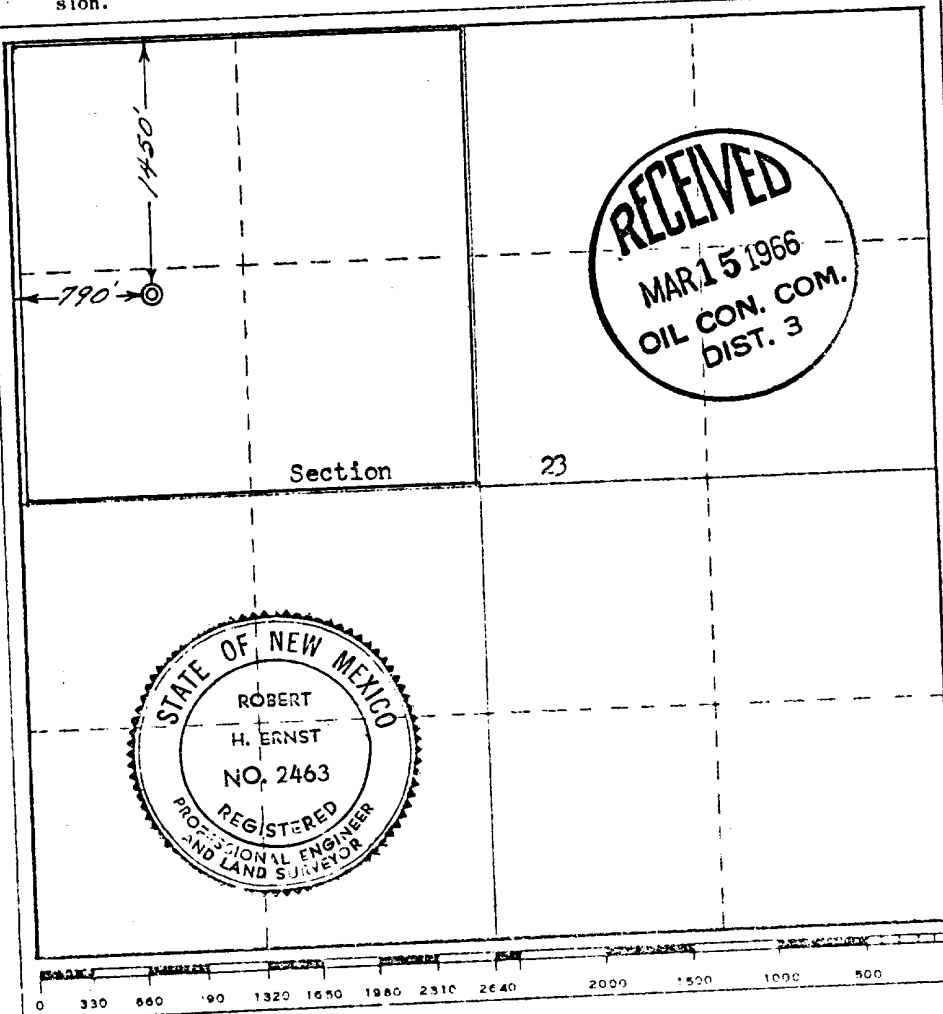 sion.
1450'
790'
RECEIVED
MAR 15 1966
OIL CON. COM.
DIST. 3
Section 23
STATE OF NEW MEXICO
ROBERT
H. ERNST
NO. 2463
REGISTERED
PROFESSIONAL ENGINEER
AND LAND SURVEYOR
0 330 660 90 1320 1650 1980 2310 2640 2000 1500 1000 500